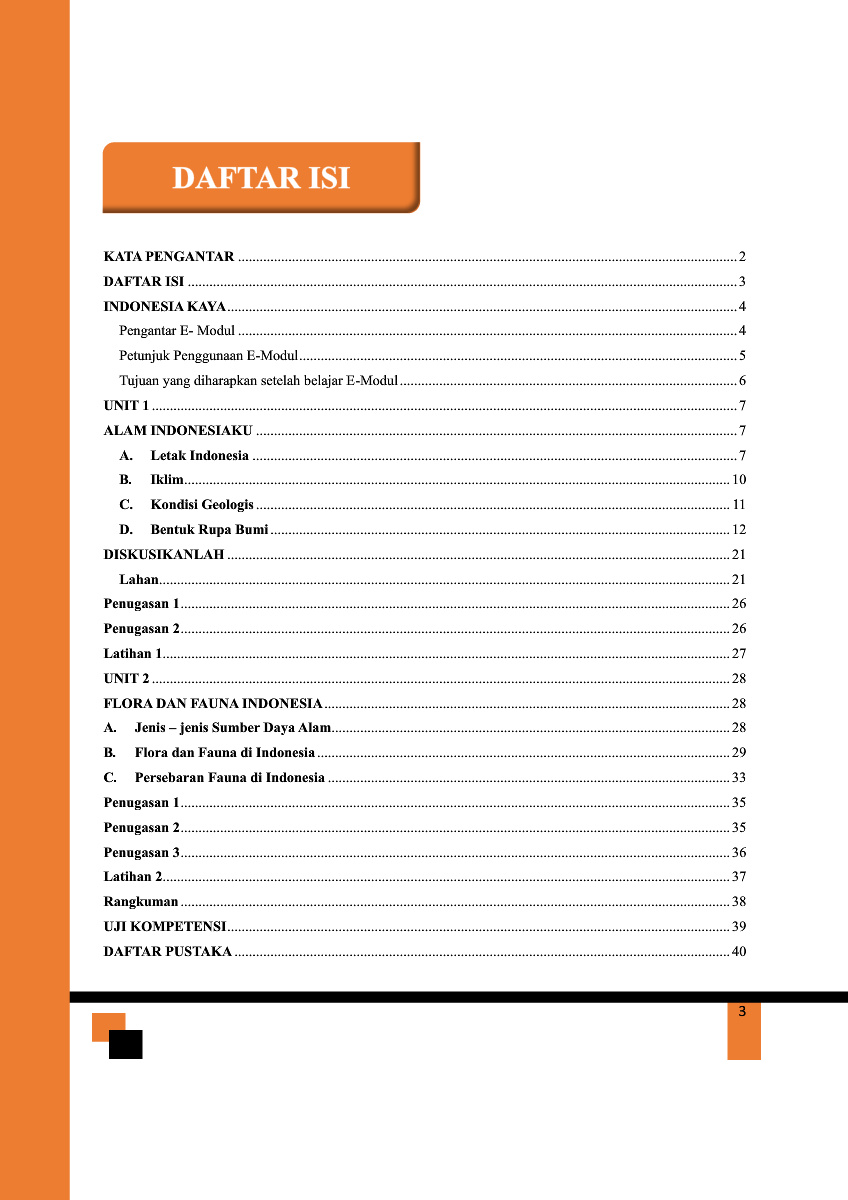 DAFTAR ISI
KATA PENGANTAR ........................................ 2
DAFTAR ISI ........................................ 3
INDONESIA KAYA ........................................ 4
Pengantar E- Modul ........................................ 4
Petunjuk Penggunaan E-Modul ........................................ 5
Tujuan yang diharapkan setelah belajar E-Modul ........................................ 6
UNIT 1 ........................................ 7
ALAM INDONESIAKU ........................................ 7
A. Letak Indonesia ........................................ 7
B. Iklim ........................................ 10
C. Kondisi Geologis ........................................ 11
D. Bentuk Rupa Bumi ........................................ 12
DISKUSIKANLAH ........................................ 21
Lahan ........................................ 21
Penugasan 1 ........................................ 26
Penugasan 2 ........................................ 26
Latihan 1 ........................................ 27
UNIT 2 ........................................ 28
FLORA DAN FAUNA INDONESIA ........................................ 28
A. Jenis – jenis Sumber Daya Alam ........................................ 28
B. Flora dan Fauna di Indonesia ........................................ 29
C. Persebaran Fauna di Indonesia ........................................ 33
Penugasan 1 ........................................ 35
Penugasan 2 ........................................ 35
Penugasan 3 ........................................ 36
Latihan 2 ........................................ 37
Rangkuman ........................................ 38
UJI KOMPETENSI ........................................ 39
DAFTAR PUSTAKA ........................................ 40
3